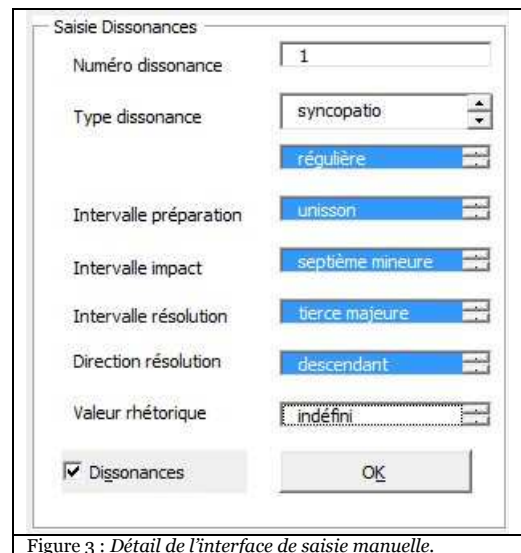 Saisie Dissonances
Numéro dissonance 1
Type dissonance syncopatio
régulière
Intervalle préparation unisson
Intervalle impact septième mineure
Intervalle résolution tierce majeure
Direction résolution descendant
Valeur rhétorique indéfini
Dissonances OK
Figure 3 : Détail de l'interface de saisie manuelle.